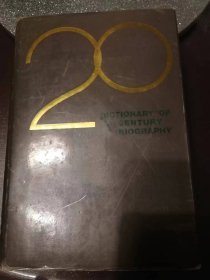 20
DICTIONARY OF
CENTURY
BIOGRAPHY